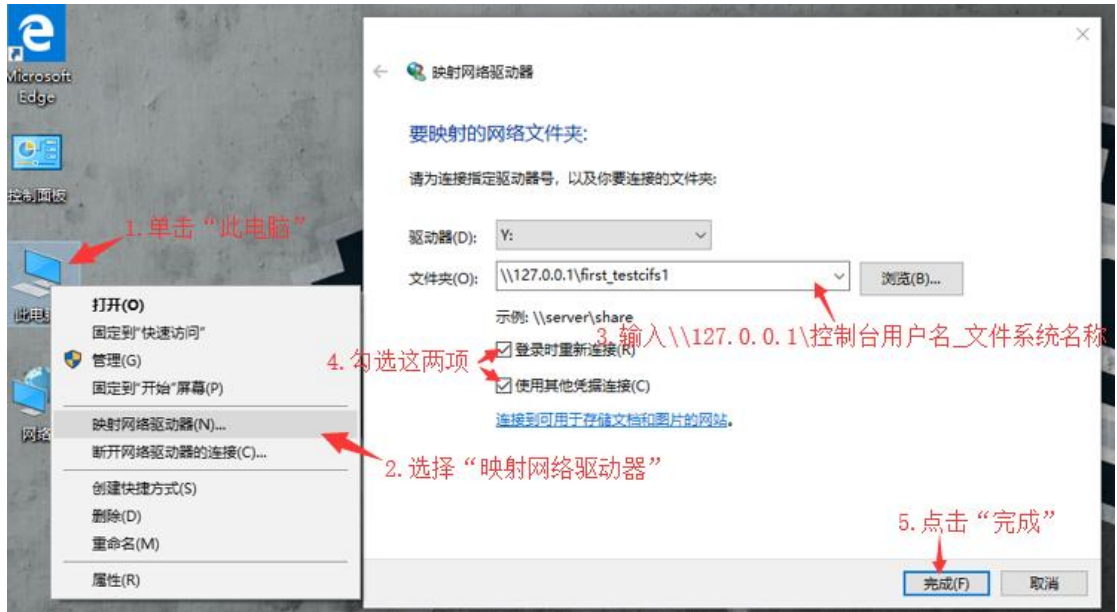 Microsoft
Edge
控制面板
1.单击“此电脑”
此电脑
打开(O)
固定到"快速访问"
管理(G)
固定到"开始"屏幕(P)
映射网络驱动器(N)...
断开网络驱动器的连接(C)...
创建快捷方式(S)
删除(D)
重命名(M)
属性(R)
网络
2.选择“映射网络驱动器”
映射网络驱动器
要映射的网络文件夹:
请为连接指定驱动器号，以及你要连接的文件夹:
驱动器(D): Y:
文件夹(O): \\127.0.0.1\first_testcifs1 浏览(B)...
示例: \\server\share
3.输入\\127.0.0.1\控制台用户名_文件系统名称
登录时重新连接(R)
4.勾选这两项
使用其他凭据连接(C)
连接到可用于存储文档和图片的网站。
5.点击“完成”
完成(F) 取消